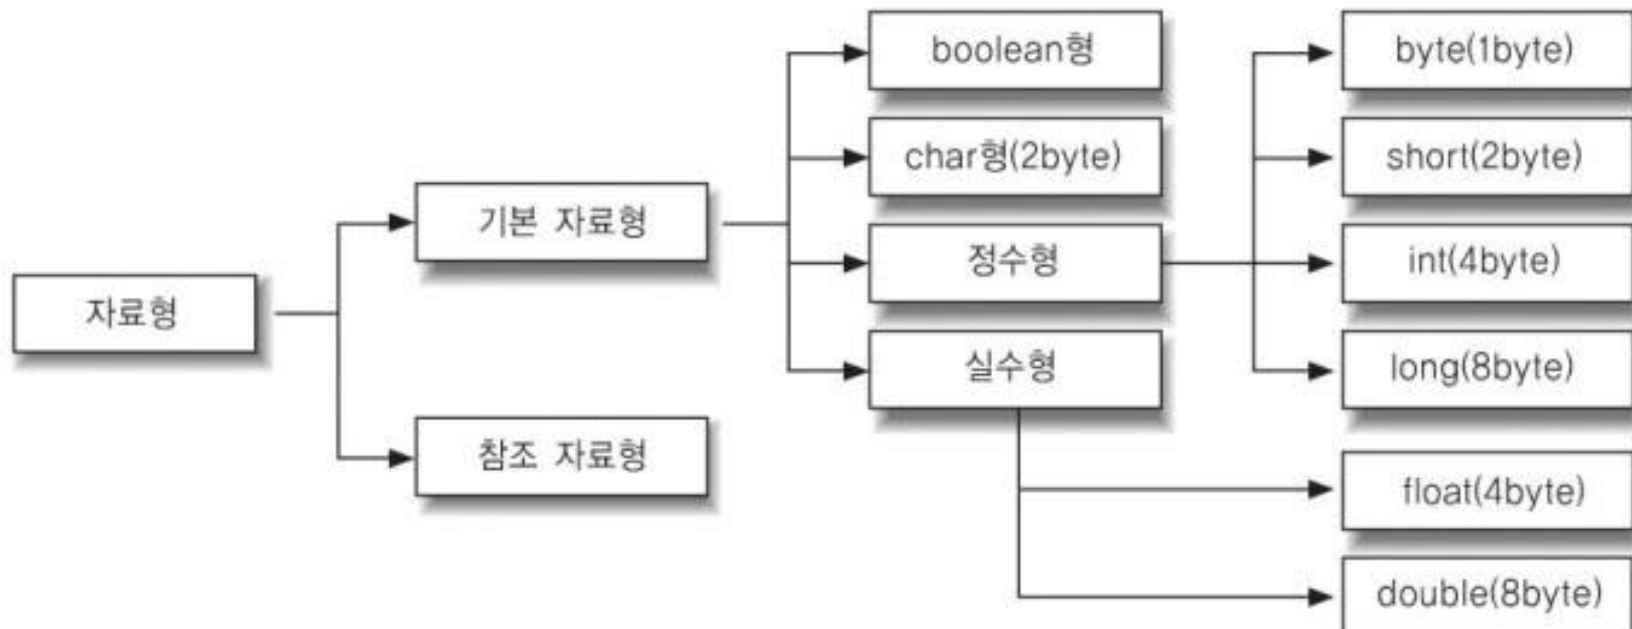 자료형
기본 자료형
참조 자료형
boolean형
char형(2byte)
정수형
실수형
byte(1byte)
short(2byte)
int(4byte)
long(8byte)
float(4byte)
double(8byte)